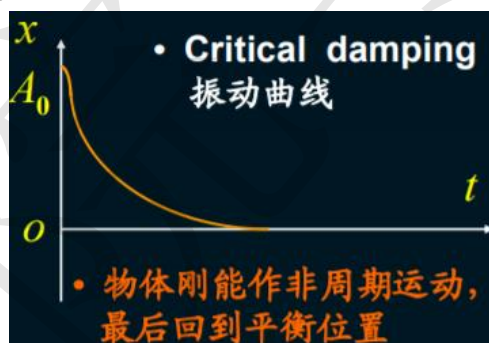 x
• Critical damping
A₀
振动曲线
t
o
• 物体刚能作非周期运动，
最后回到平衡位置